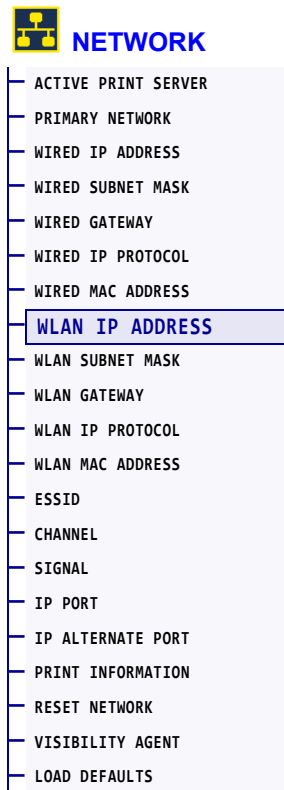 NETWORK
ACTIVE PRINT SERVER
PRIMARY NETWORK
WIRED IP ADDRESS
WIRED SUBNET MASK
WIRED GATEWAY
WIRED IP PROTOCOL
WIRED MAC ADDRESS
WLAN IP ADDRESS
WLAN SUBNET MASK
WLAN GATEWAY
WLAN IP PROTOCOL
WLAN MAC ADDRESS
ESSID
CHANNEL
SIGNAL
IP PORT
IP ALTERNATE PORT
PRINT INFORMATION
RESET NETWORK
VISIBILITY AGENT
LOAD DEFAULTS